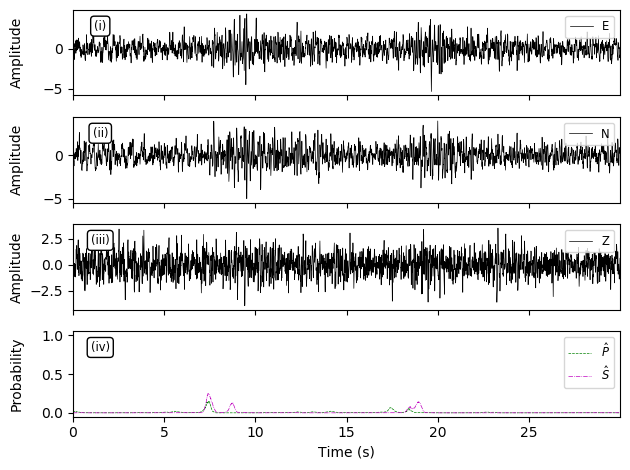 (i)
E
Amplitude
0
−5
(ii)
N
Amplitude
0
−5
(iii)
Z
Amplitude
2.5
0.0
−2.5
(iv)
P̂
Ŝ
Probability
1.0
0.5
0.0
0 5 10 15 20 25
Time (s)